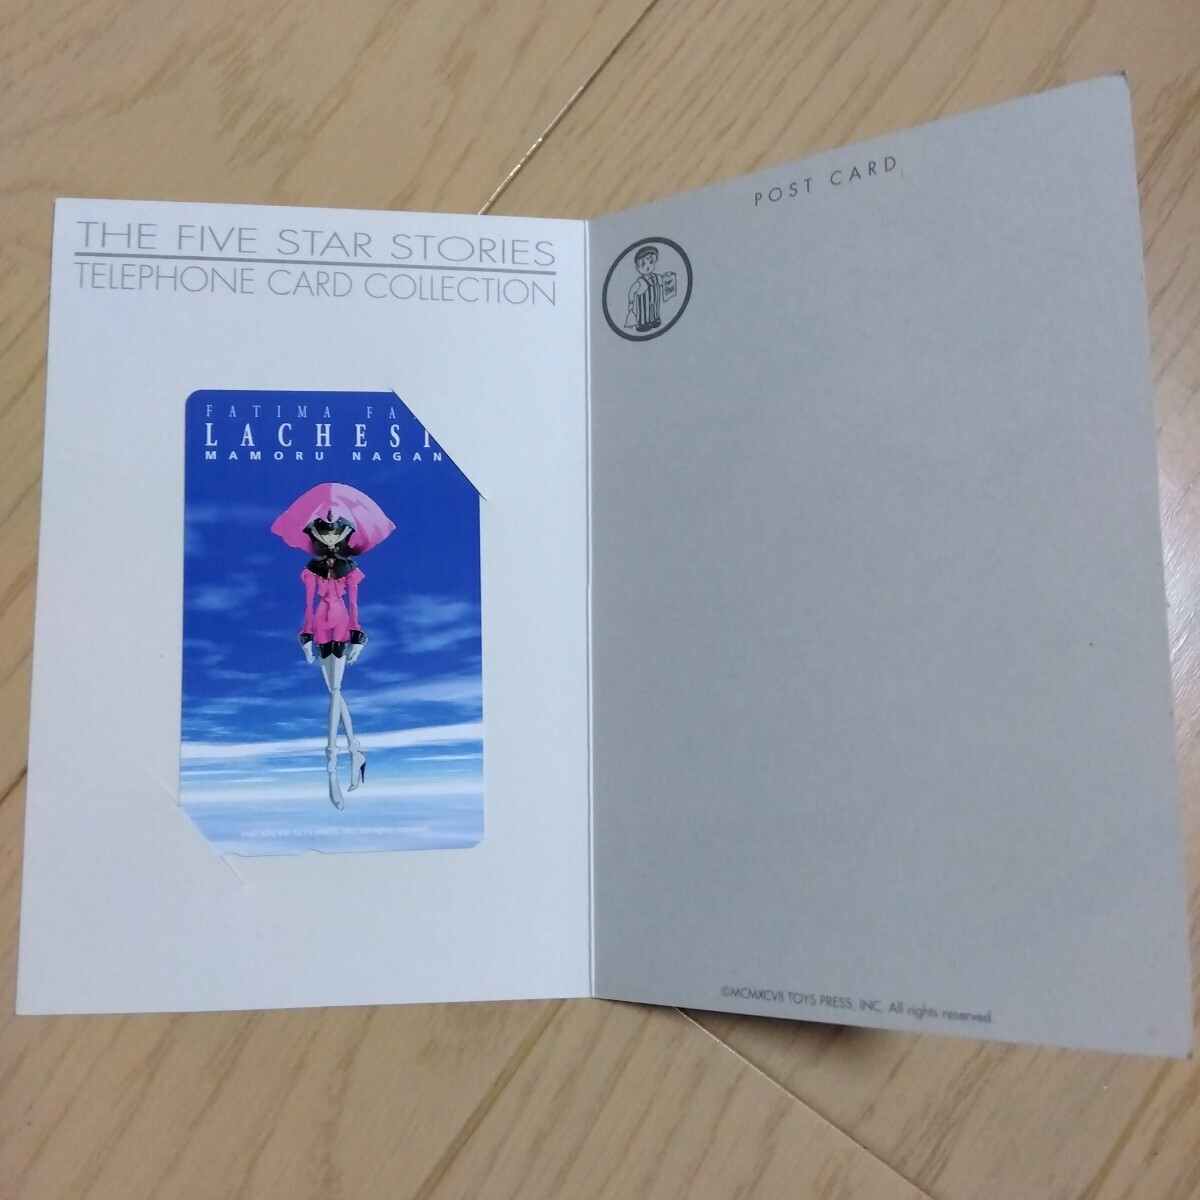 THE FIVE STAR STORIES
TELEPHONE CARD COLLECTION
FATIMA FA
LACHESI
MAMORU NAGAN
POST CARD
©MCMXCVII TOYS PRESS, INC. All rights reserved.